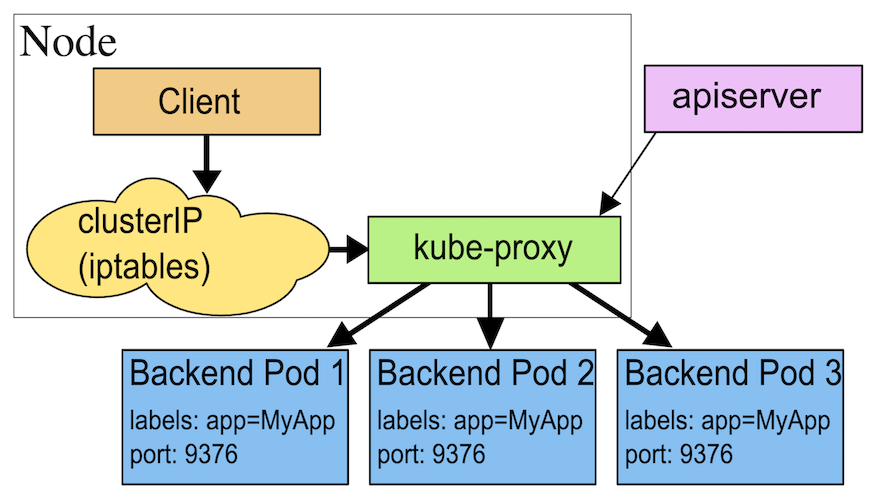 Node
Client
apiserver
clusterIP
(iptables)
kube-proxy
Backend Pod 1
labels: app=MyApp
port: 9376
Backend Pod 2
labels: app=MyApp
port: 9376
Backend Pod 3
labels: app=MyApp
port: 9376